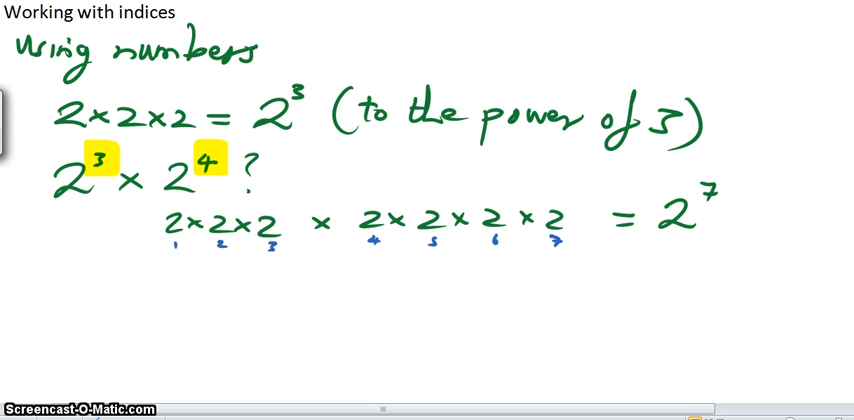 Working with indices
Using numbers
2 × 2 × 2 = 2³ (to the power of 3)
2³ × 2⁴ ?
2 × 2 × 2 × 2 × 2 × 2 × 2 = 2⁷
1 2 3 4 5 6 7
Screencast-O-Matic.com